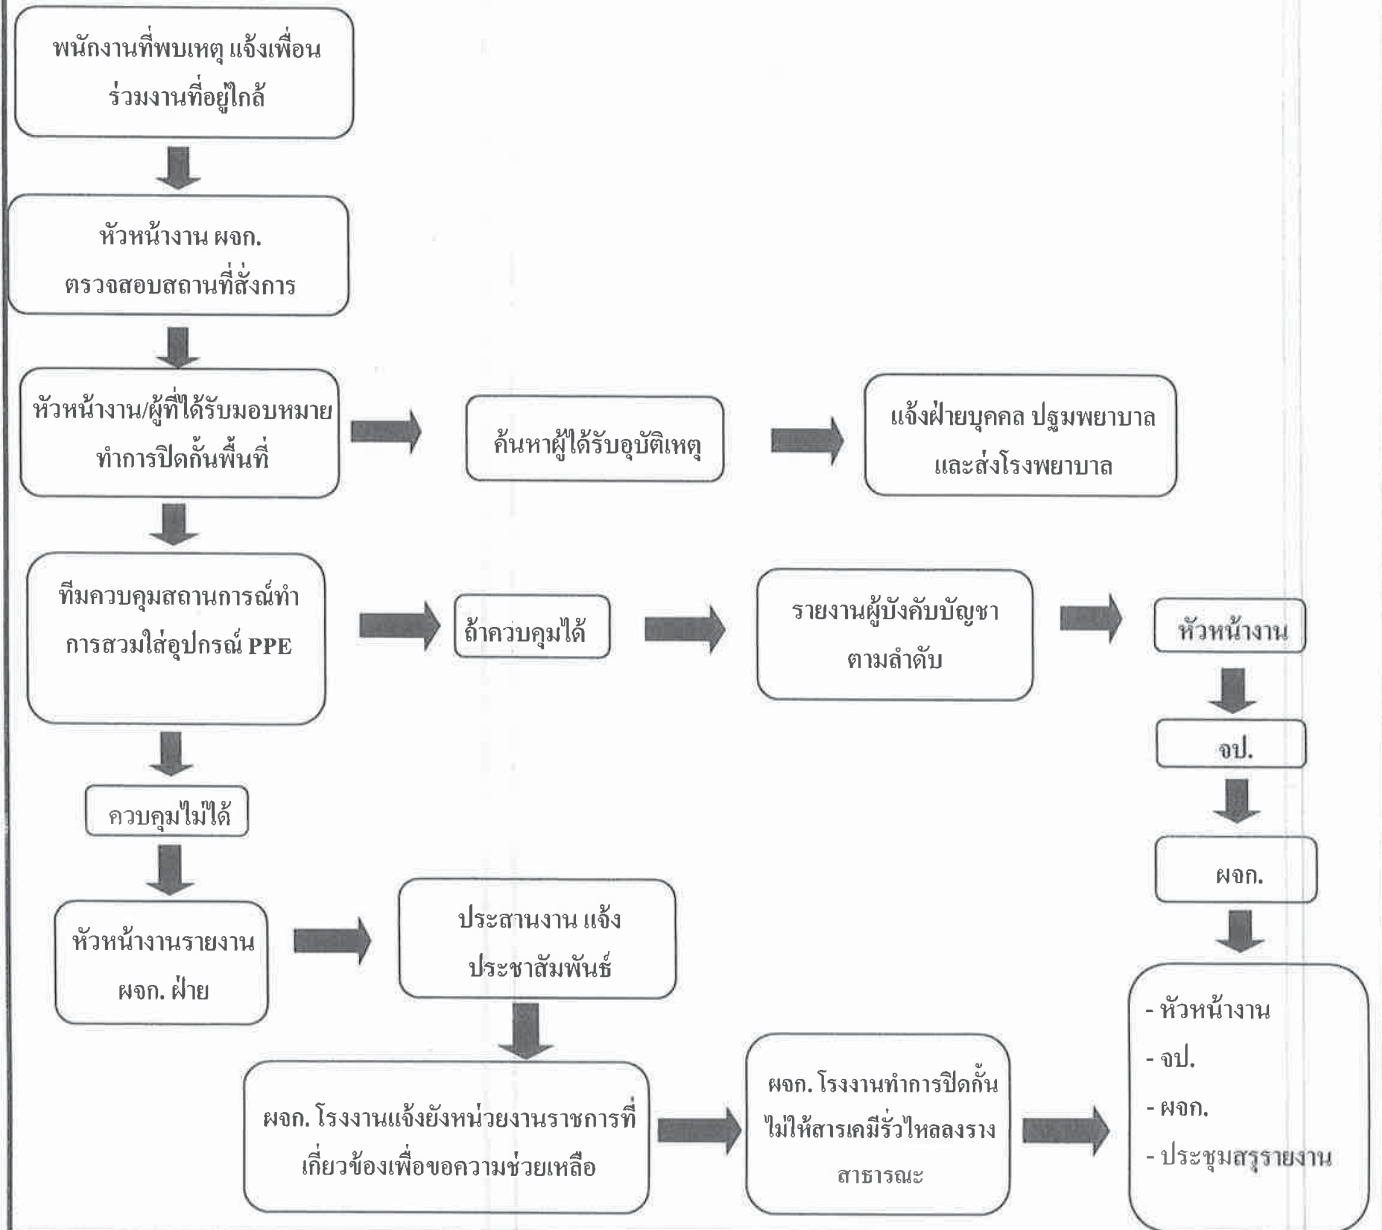 พนักงานที่พบเหตุ แจ้งเพื่อน
ร่วมงานที่อยู่ใกล้
หัวหน้างาน ผจก.
ตรวจสอบสถานที่สั่งการ
หัวหน้างาน/ผู้ที่ได้รับมอบหมาย
ทำการปิดกั้นพื้นที่
ค้นหาผู้ได้รับอุบัติเหตุ
แจ้งฝ่ายบุคคล ปฐมพยาบาล
และส่งโรงพยาบาล
ทีมควบคุมสถานการณ์ทำ
การสวมใส่อุปกรณ์ PPE
ถ้าควบคุมได้
รายงานผู้บังคับบัญชา
ตามลำดับ
หัวหน้างาน
จป.
ผจก.
ควบคุมไม่ได้
หัวหน้างานรายงาน
ผจก. ฝ่าย
ประสานงาน แจ้ง
ประชาสัมพันธ์
ผจก. โรงงานแจ้งยังหน่วยงานราชการที่
เกี่ยวข้องเพื่อขอความช่วยเหลือ
ผจก. โรงงานทำการปิดกั้น
ไม่ให้สารเคมีรั่วไหลลงราง
สาธารณะ
- หัวหน้างาน
- จป.
- ผจก.
- ประชุมสรุรายงาน